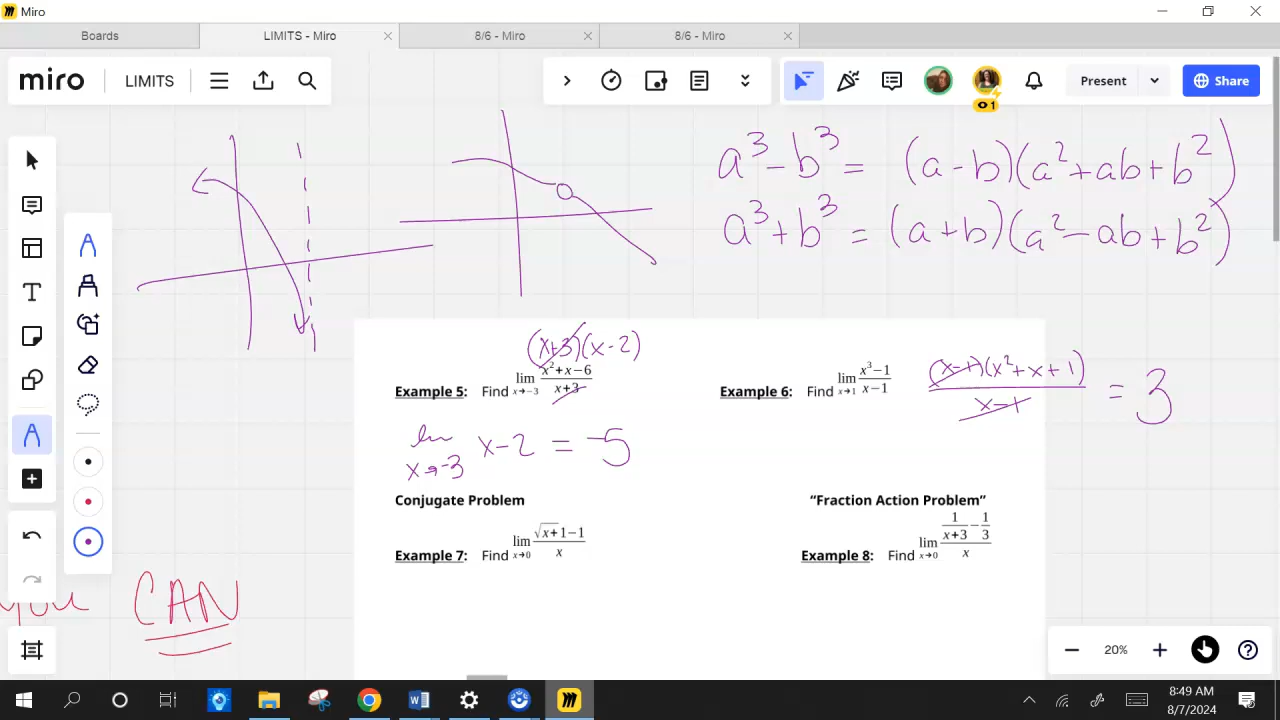 Miro
Boards
LIMITS - Miro
8/6 - Miro
8/6 - Miro
miro
LIMITS
1
Present
Share
a³ - b³ = (a - b)(a² + ab + b²)
a³ + b³ = (a + b)(a² - ab + b²)
(x+3)(x-2)
Example 5: Find lim x→-3 (x²+x-6)/(x+3)
lim x→-3 x-2 = -5
Example 6: Find lim x→1 (x³-1)/(x-1)
(x-1)(x²+x+1)/(x-1) = 3
Conjugate Problem
"Fraction Action Problem"
Example 7: Find lim x→0 (√x+1-1)/x
Example 8: Find lim x→0 (1/(x+3) - 1/3)/x
you CAN
20%
8:49 AM
8/7/2024